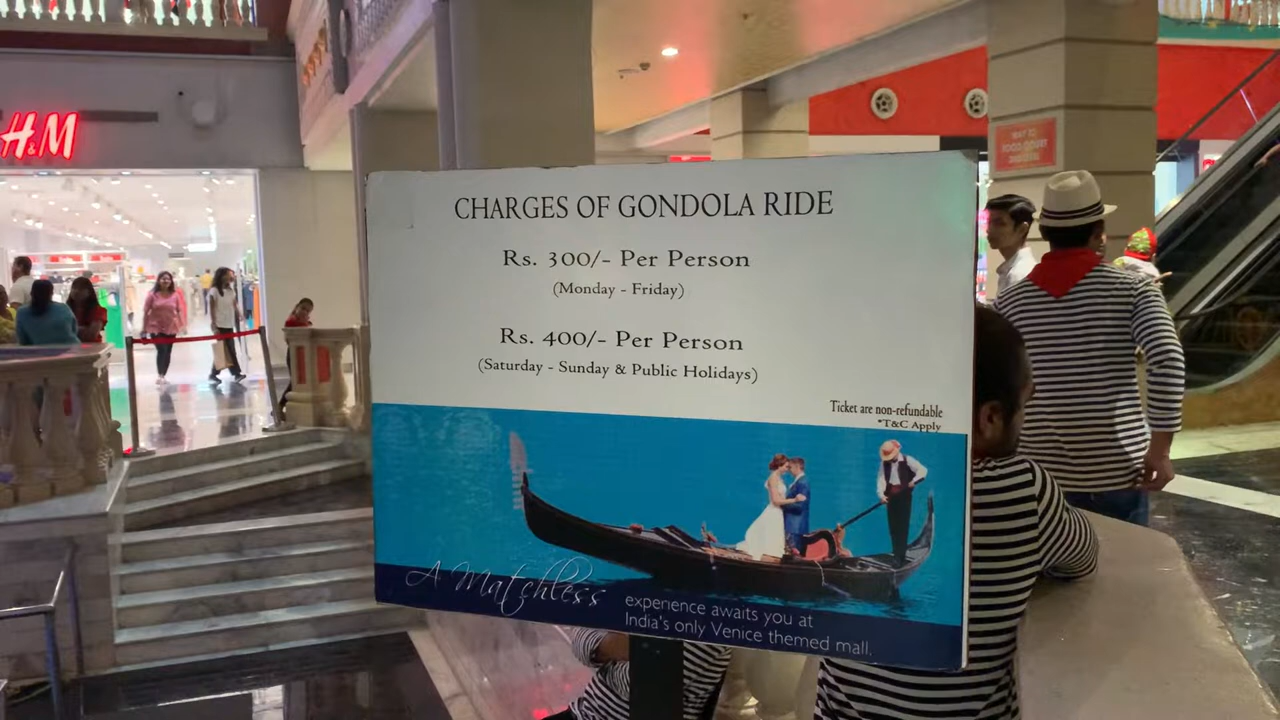 H&M
CHARGES OF GONDOLA RIDE
Rs. 300/- Per Person
(Monday - Friday)
Rs. 400/- Per Person
(Saturday - Sunday & Public Holidays)
Ticket are non-refundable
*T&C Apply
A Matchless
experience awaits you at
India's only Venice themed mall.